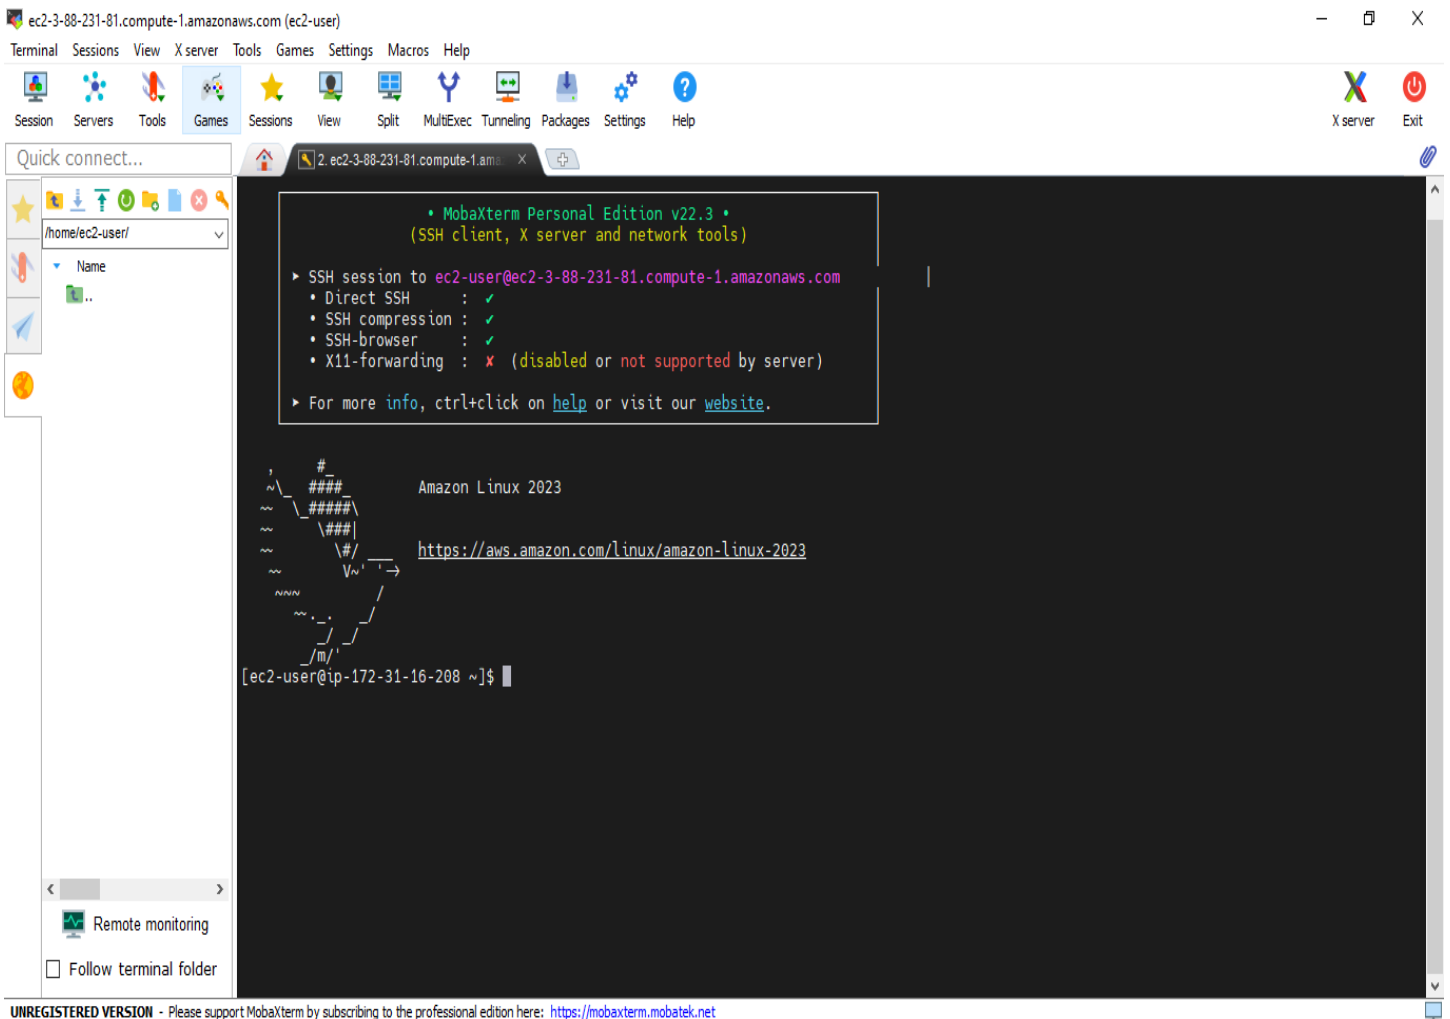 ec2-3-88-231-81.compute-1.amazonaws.com (ec2-user)
Terminal Sessions View X server Tools Games Settings Macros Help
Session Servers Tools Games Sessions View Split MultiExec Tunneling Packages Settings Help X server Exit
Quick connect...
2. ec2-3-88-231-81.compute-1.ama
/home/ec2-user/
Name
..
• MobaXterm Personal Edition v22.3 •
(SSH client, X server and network tools)
➤ SSH session to ec2-user@ec2-3-88-231-81.compute-1.amazonaws.com
• Direct SSH : ✓
• SSH compression : ✓
• SSH-browser : ✓
• X11-forwarding : ✗ (disabled or not supported by server)
➤ For more info, ctrl+click on help or visit our website.
, #_
~\_ ####_ Amazon Linux 2023
~~ \_#####\
~~ \###|
~~ \#/ ___ https://aws.amazon.com/linux/amazon-linux-2023
~~ V~' '->
~~~ /
~~._. _/
_/ _/
_/m/'
[ec2-user@ip-172-31-16-208 ~]$
Remote monitoring
Follow terminal folder
UNREGISTERED VERSION - Please support MobaXterm by subscribing to the professional edition here: https://mobaxterm.mobatek.net